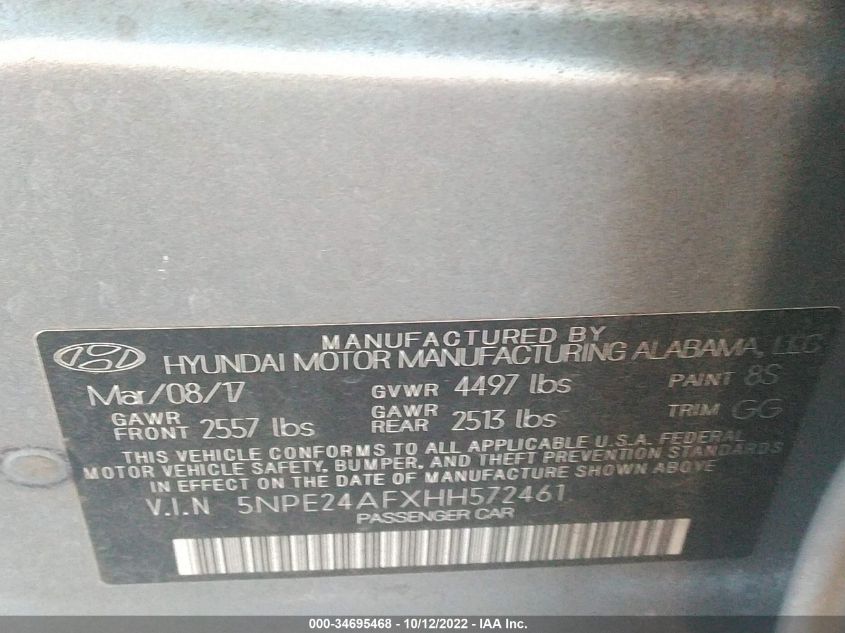 MANUFACTURED BY
HYUNDAI MOTOR MANUFACTURING ALABAMA, LLC
Mar/08/17 GVWR 4497 lbs PAINT 8S
GAWR FRONT 2557 lbs GAWR REAR 2513 lbs TRIM GG
THIS VEHICLE CONFORMS TO ALL APPLICABLE U.S.A. FEDERAL
MOTOR VEHICLE SAFETY, BUMPER, AND THEFT PREVENTION STANDARDS
IN EFFECT ON THE DATE OF MANUFACTURE SHOWN ABOVE
V.I.N 5NPE24AFXHH572461
PASSENGER CAR
000-34695468 - 10/12/2022 - IAA Inc.